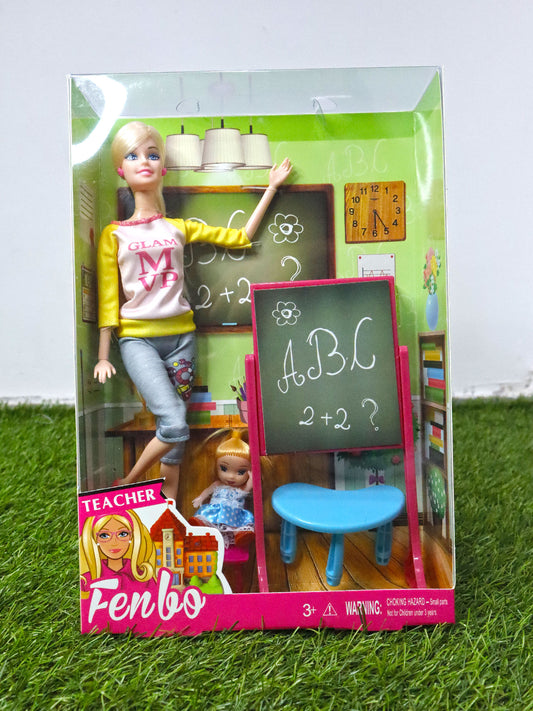 ABC
GLAM
M
VP
ABC
2+2 ?
ABC
2+2 ?
TEACHER
Fenbo
3+ WARNING: CHOKING HAZARD – Small parts
Not for Children under 3 years.